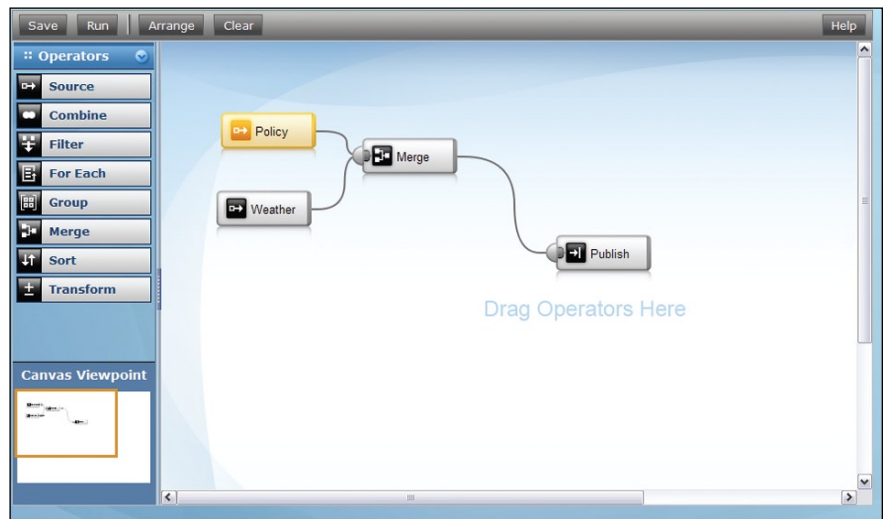 Save Run Arrange Clear Help
Operators
Source
Combine
Filter
For Each
Group
Merge
Sort
Transform
Canvas Viewpoint
Policy
Merge
Weather
Publish
Drag Operators Here